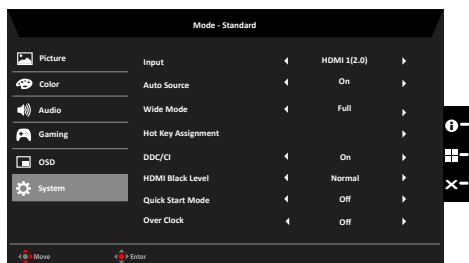 Mode - Standard
Picture
Color
Audio
Gaming
OSD
System
Input HDMI 1(2.0)
Auto Source On
Wide Mode Full
Hot Key Assignment
DDC/CI On
HDMI Black Level Normal
Quick Start Mode Off
Over Clock Off
Move Enter